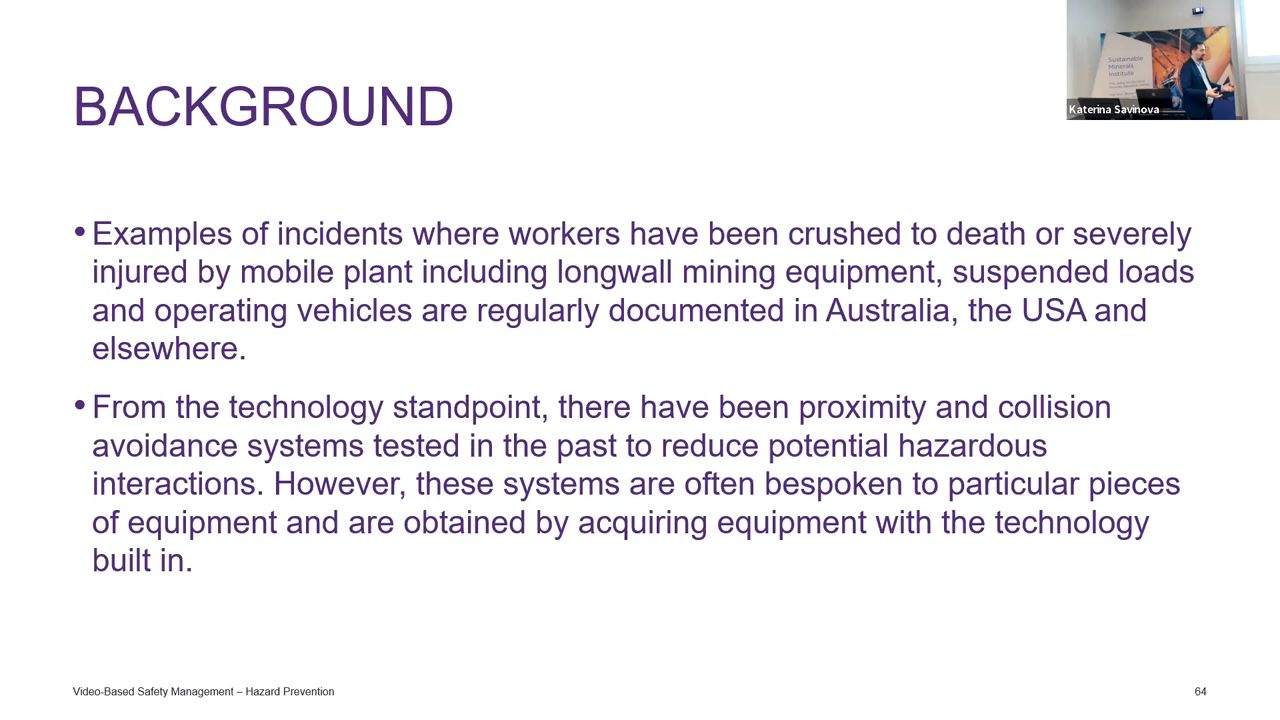 BACKGROUND
Sustainable
Minerals
Institute
Katerina Savinova
• Examples of incidents where workers have been crushed to death or severely
injured by mobile plant including longwall mining equipment, suspended loads
and operating vehicles are regularly documented in Australia, the USA and
elsewhere.
• From the technology standpoint, there have been proximity and collision
avoidance systems tested in the past to reduce potential hazardous
interactions. However, these systems are often bespoken to particular pieces
of equipment and are obtained by acquiring equipment with the technology
built in.
Video-Based Safety Management – Hazard Prevention
64